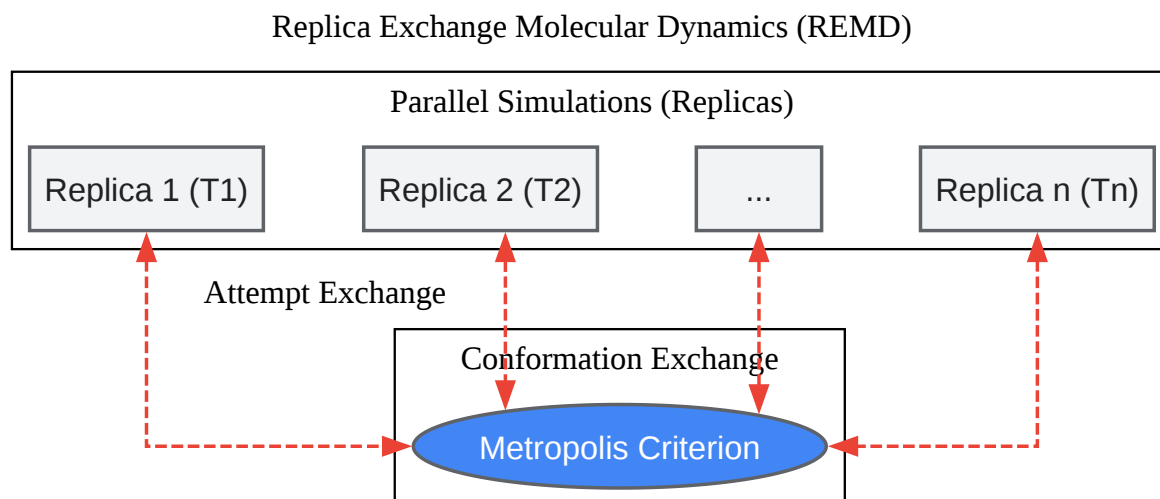 Replica Exchange Molecular Dynamics (REMD)
Parallel Simulations (Replicas)
Replica 1 (T1)
Replica 2 (T2)
...
Replica n (Tn)
Attempt Exchange
Conformation Exchange
Metropolis Criterion